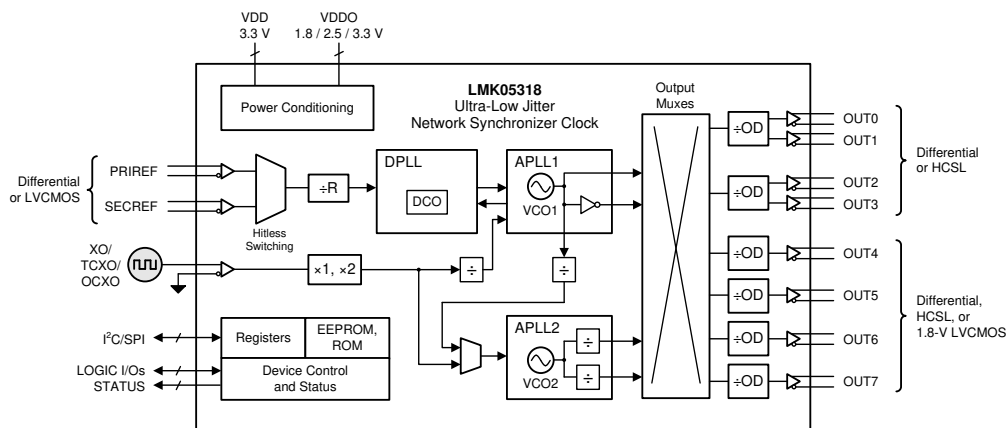 VDD
3.3 V
VDDO
1.8 / 2.5 / 3.3 V
Power Conditioning
LMK05318
Ultra-Low Jitter
Network Synchronizer Clock
Output
Muxes
Differential
or LVCMOS
PRIREF
SECREF
Hitless
Switching
÷R
DPLL
DCO
APLL1
VCO1
÷OD
OUT0
OUT1
÷OD
OUT2
OUT3
Differential
or HCSL
XO/
TCXO/
OCXO
×1, ×2
÷
÷
÷OD
OUT4
÷OD
OUT5
÷OD
OUT6
÷OD
OUT7
Differential,
HCSL, or
1.8-V LVCMOS
APLL2
VCO2
÷
÷
I²C/SPI
LOGIC I/Os
STATUS
Registers
EEPROM,
ROM
Device Control
and Status